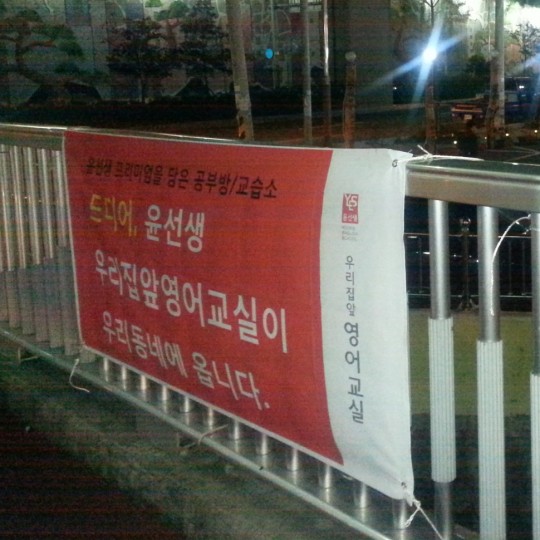 윤선생 프리미엄을 담은 공부방/교습소
드디어, 윤선생
우리집앞영어교실이
우리동네에 옵니다.
윤선생
우리집앞 영어교실